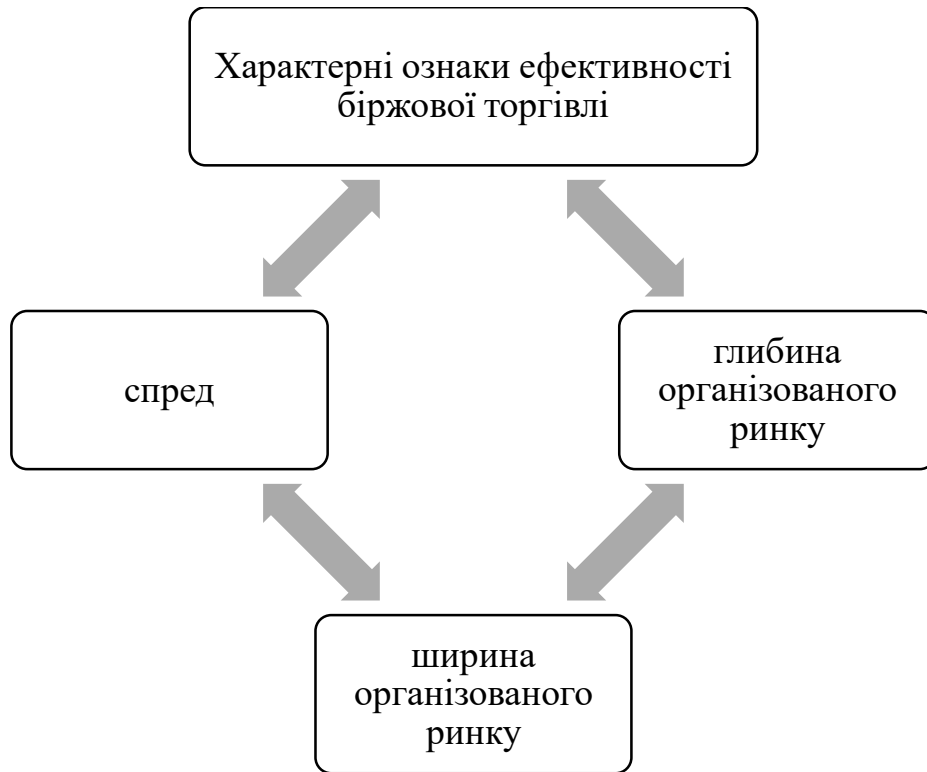 Характерні ознаки ефективності
біржової торгівлі
спред
глибина
організованого
ринку
ширина
організованого
ринку